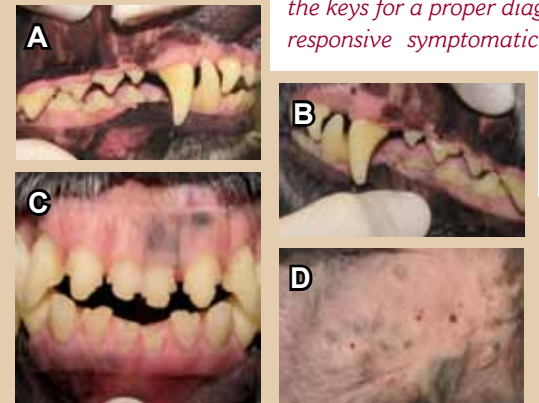 the keys for a proper diag
responsive symptomatic
A
B
C
D